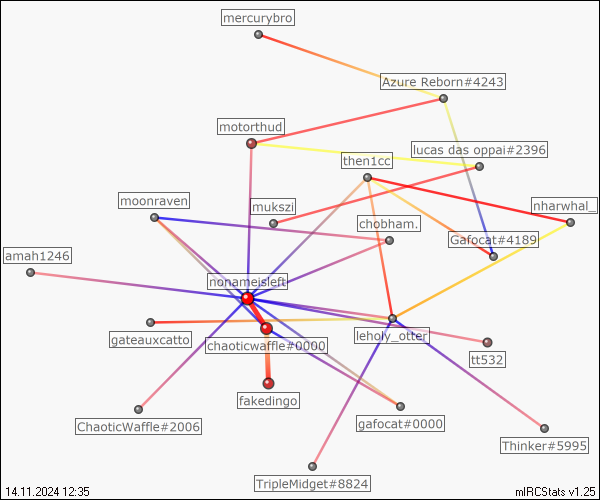 mercurybro
Azure Reborn#4243
motorthud
lucas das oppai#2396
then1cc
moonraven
mukszi
nharwhal_
chobham.
Gafocat#4189
amah1246
nonameisleft
gateauxcatto
chaoticwaffle#0000
leholy_otter
tt532
fakedingo
ChaoticWaffle#2006
gafocat#0000
Thinker#5995
TripleMidget#8824
14.11.2024 12:35
mIRCStats v1.25